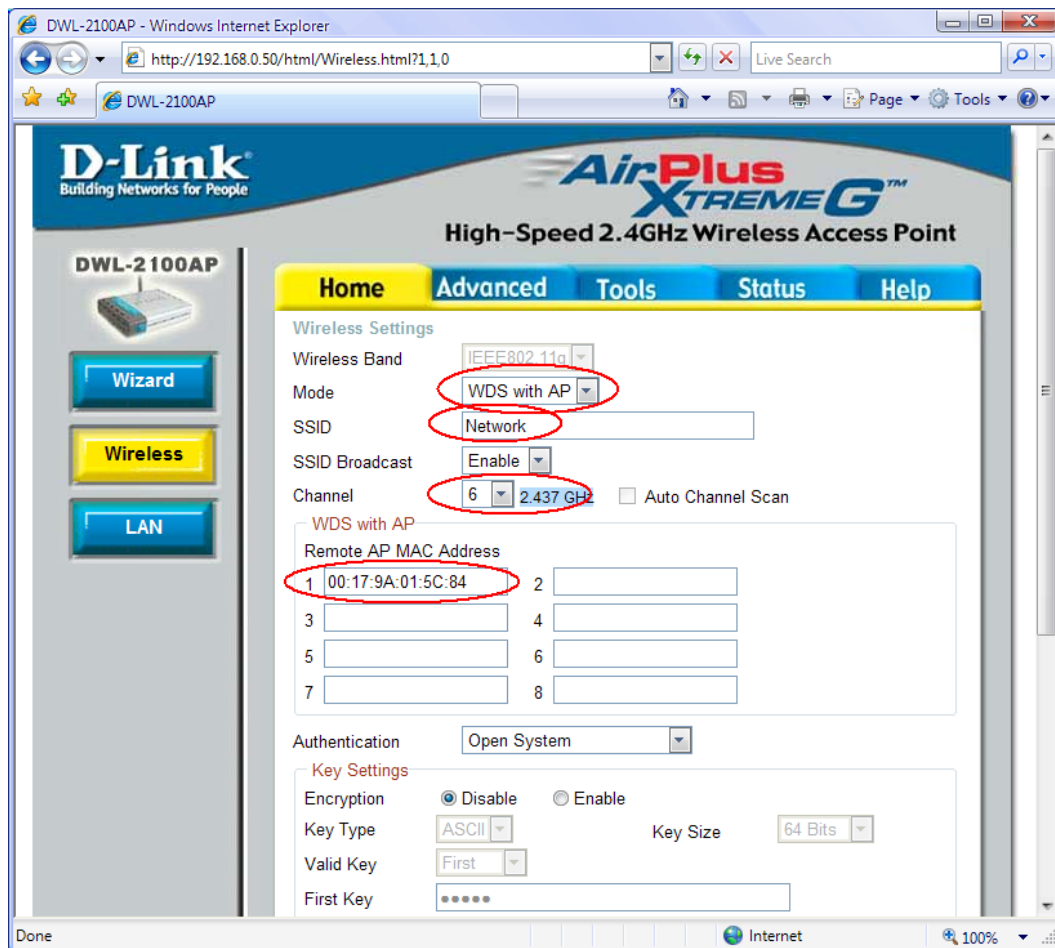 DWL-2100AP - Windows Internet Explorer
http://192.168.0.50/html/Wireless.html?1,1,0
Live Search
DWL-2100AP
Page
Tools
D-Link
Building Networks for People
AirPlus
XTREME G™
High-Speed 2.4GHz Wireless Access Point
DWL-2100AP
Home Advanced Tools Status Help
Wizard
Wireless
LAN
Wireless Settings
Wireless Band IEEE802.11g
Mode WDS with AP
SSID Network
SSID Broadcast Enable
Channel 6 2.437 GHz Auto Channel Scan
WDS with AP
Remote AP MAC Address
1 00:17:9A:01:5C:84 2
3 4
5 6
7 8
Authentication Open System
Key Settings
Encryption Disable Enable
Key Type ASCII Key Size 64 Bits
Valid Key First
First Key •••••
Done Internet 100%